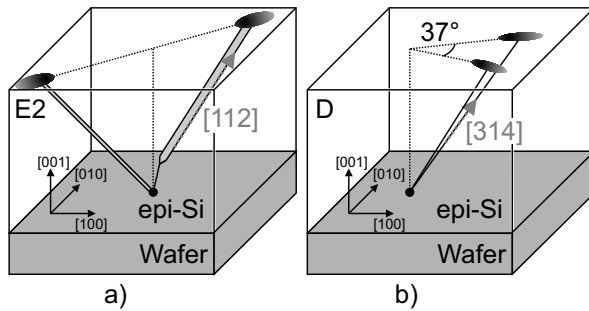 E2
[112]
[001]
[010]
[100]
epi-Si
Wafer
a)
37°
D
[314]
[001]
[010]
[100]
epi-Si
Wafer
b)